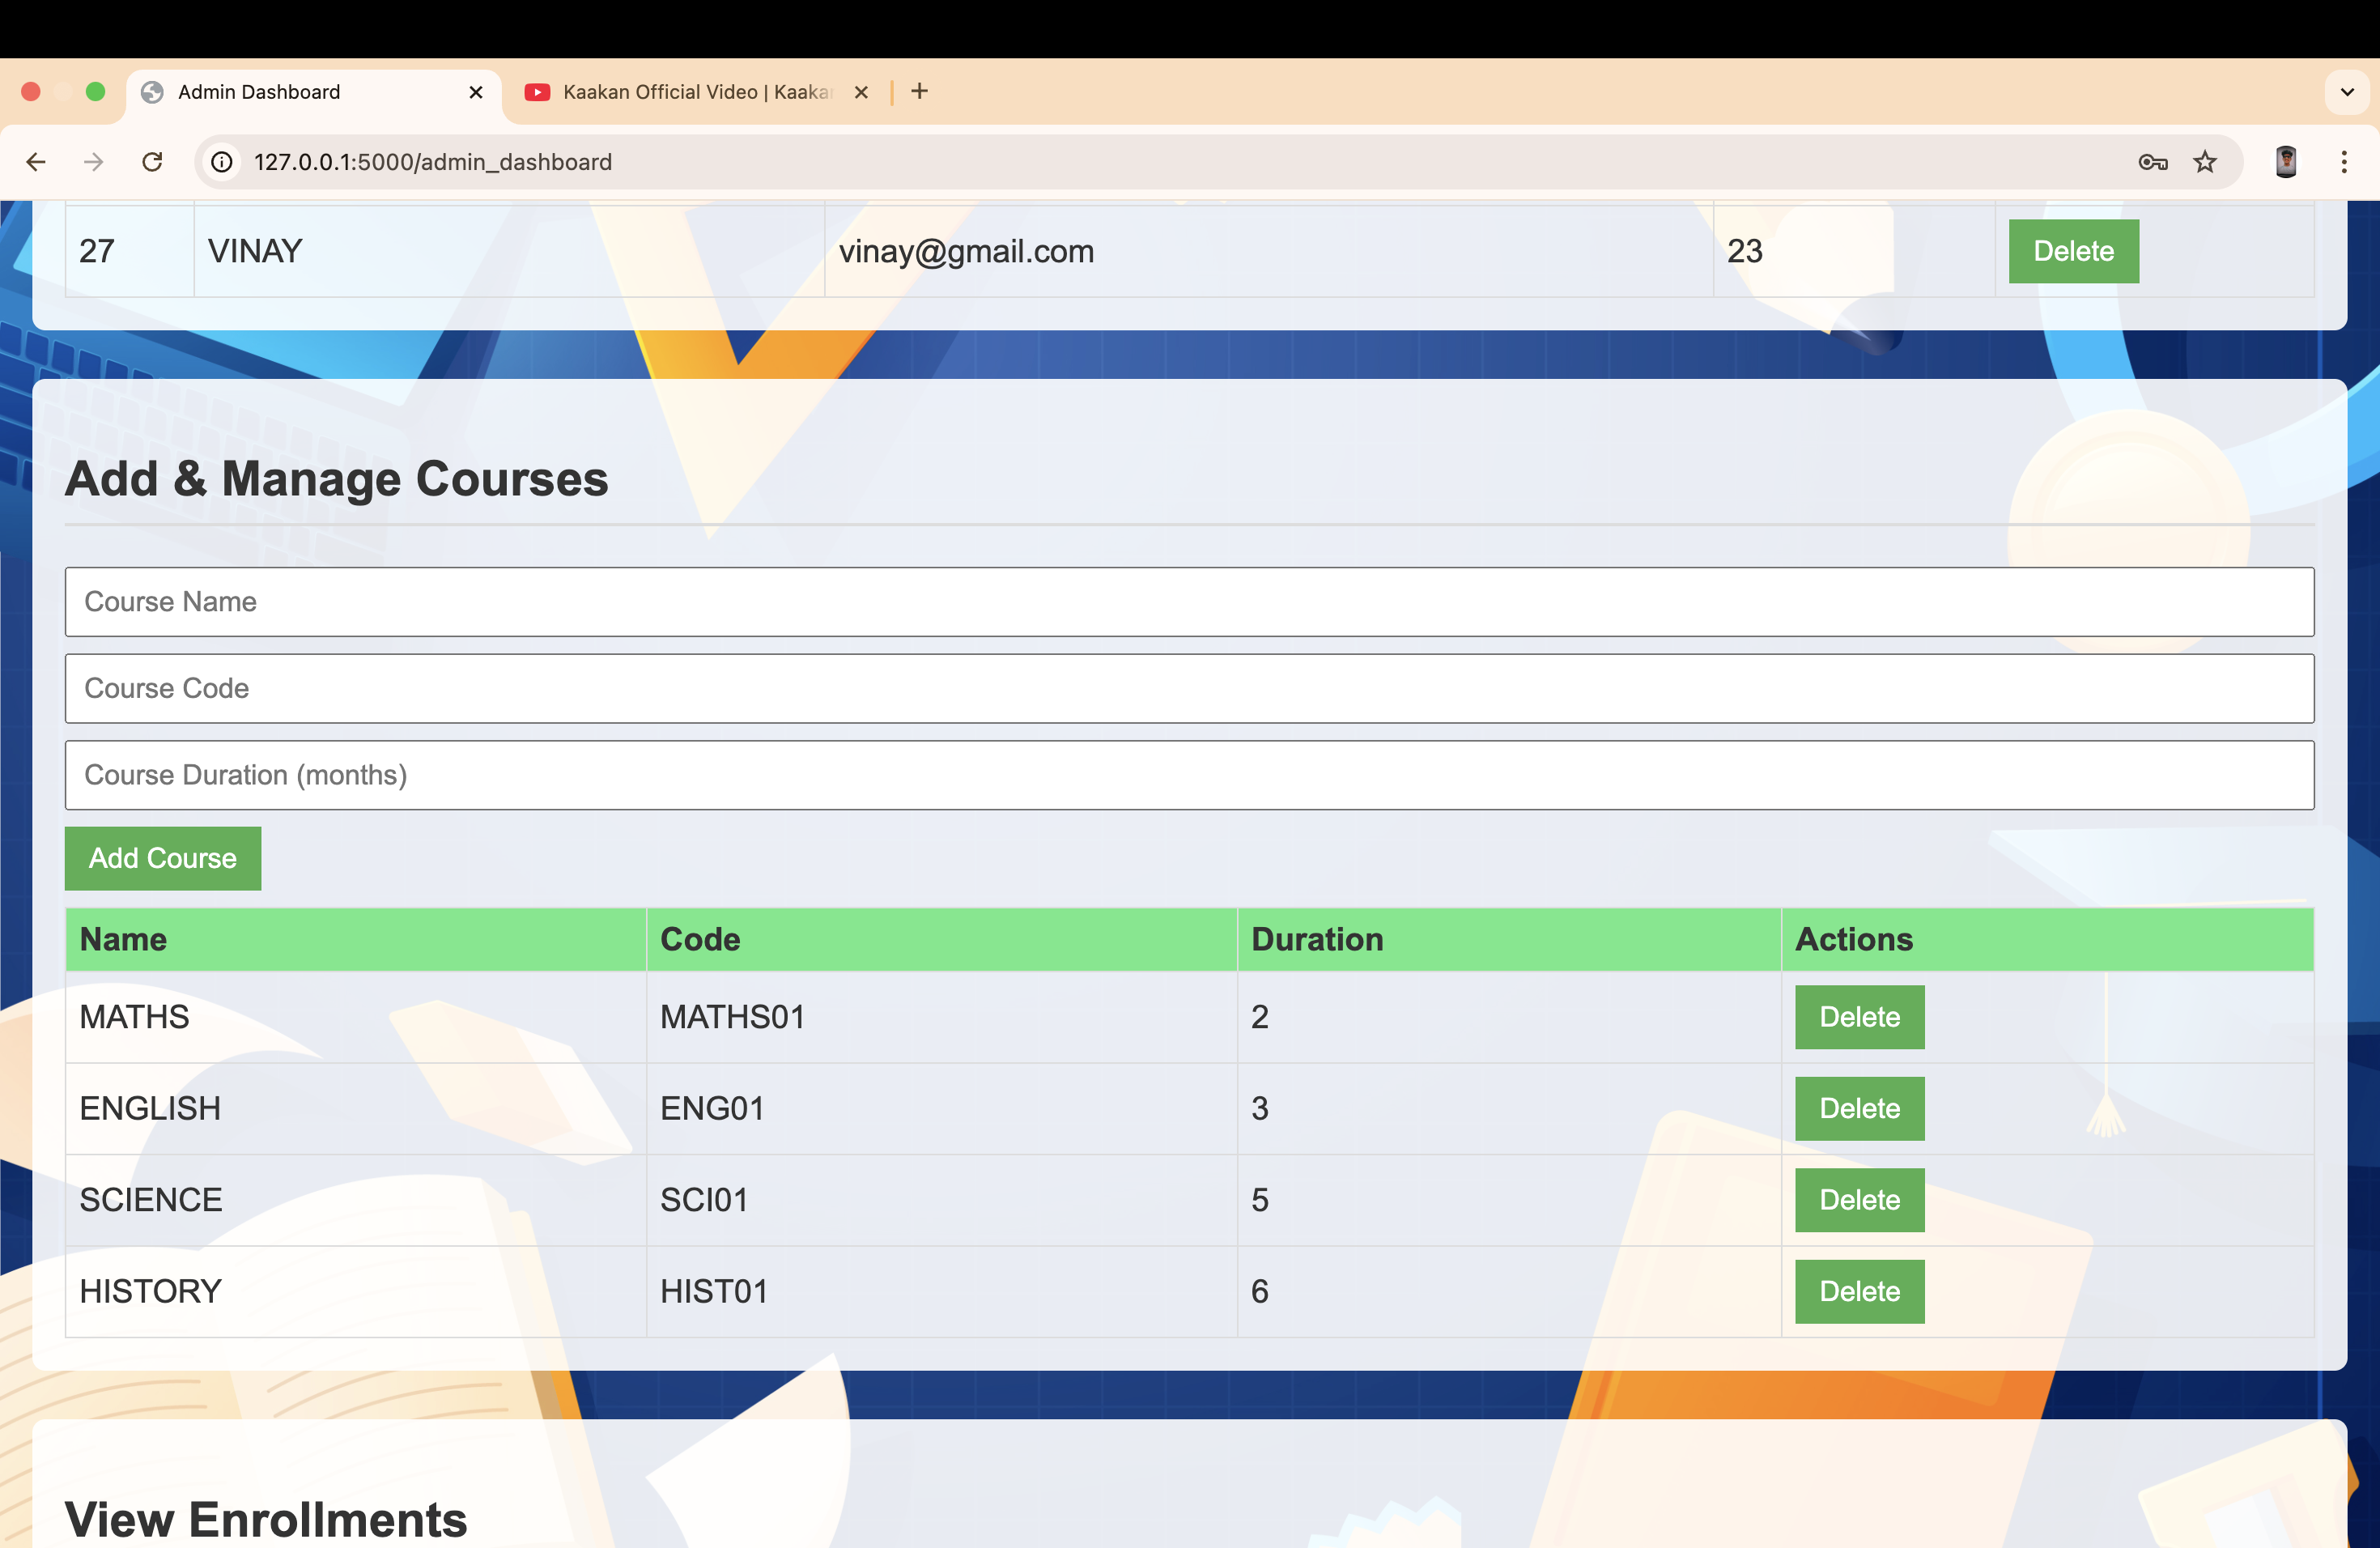 Admin Dashboard
Kaakan Official Video | Kaakan
127.0.0.1:5000/admin_dashboard
27 VINAY vinay@gmail.com 23 Delete
Add & Manage Courses
Course Name
Course Code
Course Duration (months)
Add Course
Name Code Duration Actions
MATHS MATHS01 2 Delete
ENGLISH ENG01 3 Delete
SCIENCE SCI01 5 Delete
HISTORY HIST01 6 Delete
View Enrollments